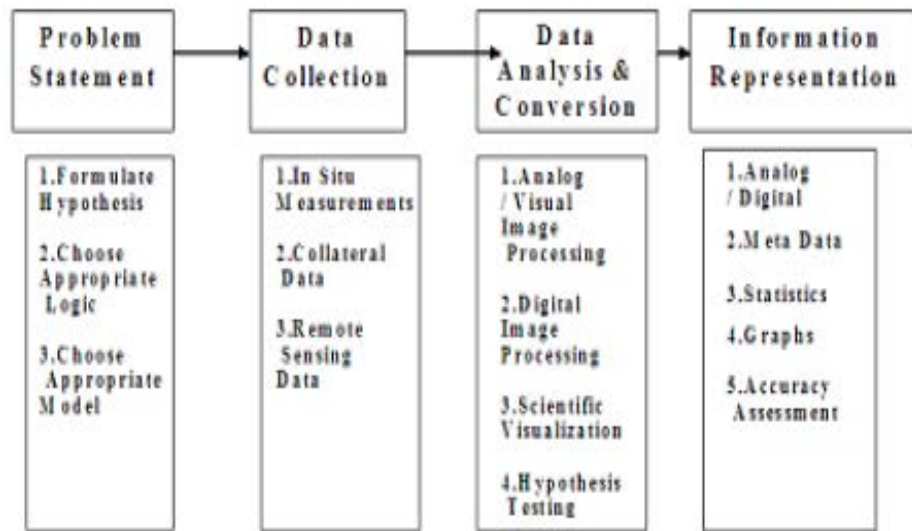 Problem
Statement
Data
Collection
Data
Analysis &
Conversion
Information
Representation
1.Formulate
Hypothesis
2.Choose
Appropriate
Logic
3.Choose
Appropriate
Model
1.In Situ
Measurements
2.Collateral
Data
3.Remote
Sensing
Data
1.Analog
/ Visual
Image
Processing
2.Digital
Image
Processing
3.Scientific
Visualization
4.Hypothesis
Testing
1.Analog
/ Digital
2.Meta Data
3.Statistics
4.Graphs
5.Accuracy
Assessment